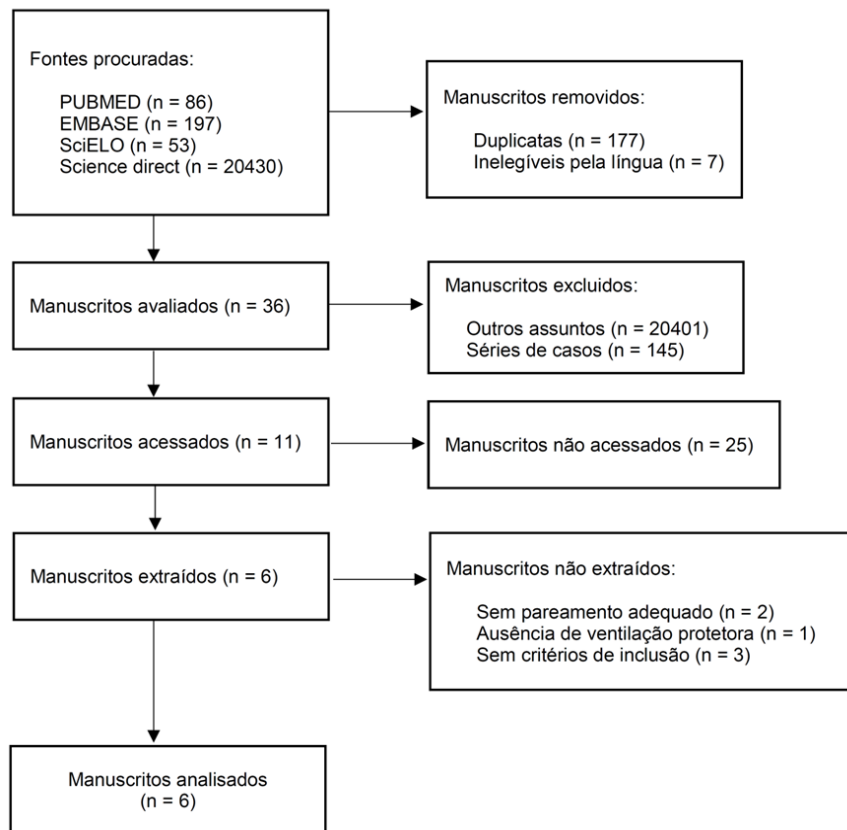 Fontes procuradas:
PUBMED (n = 86)
EMBASE (n = 197)
SciELO (n = 53)
Science direct (n = 20430)
Manuscritos removidos:
Duplicatas (n = 177)
Inelegíveis pela língua (n = 7)
Manuscritos avaliados (n = 36)
Manuscritos excluidos:
Outros assuntos (n = 20401)
Séries de casos (n = 145)
Manuscritos acessados (n = 11)
Manuscritos não acessados (n = 25)
Manuscritos extraídos (n = 6)
Manuscritos não extraídos:
Sem pareamento adequado (n = 2)
Ausência de ventilação protetora (n = 1)
Sem critérios de inclusão (n = 3)
Manuscritos analisados
(n = 6)